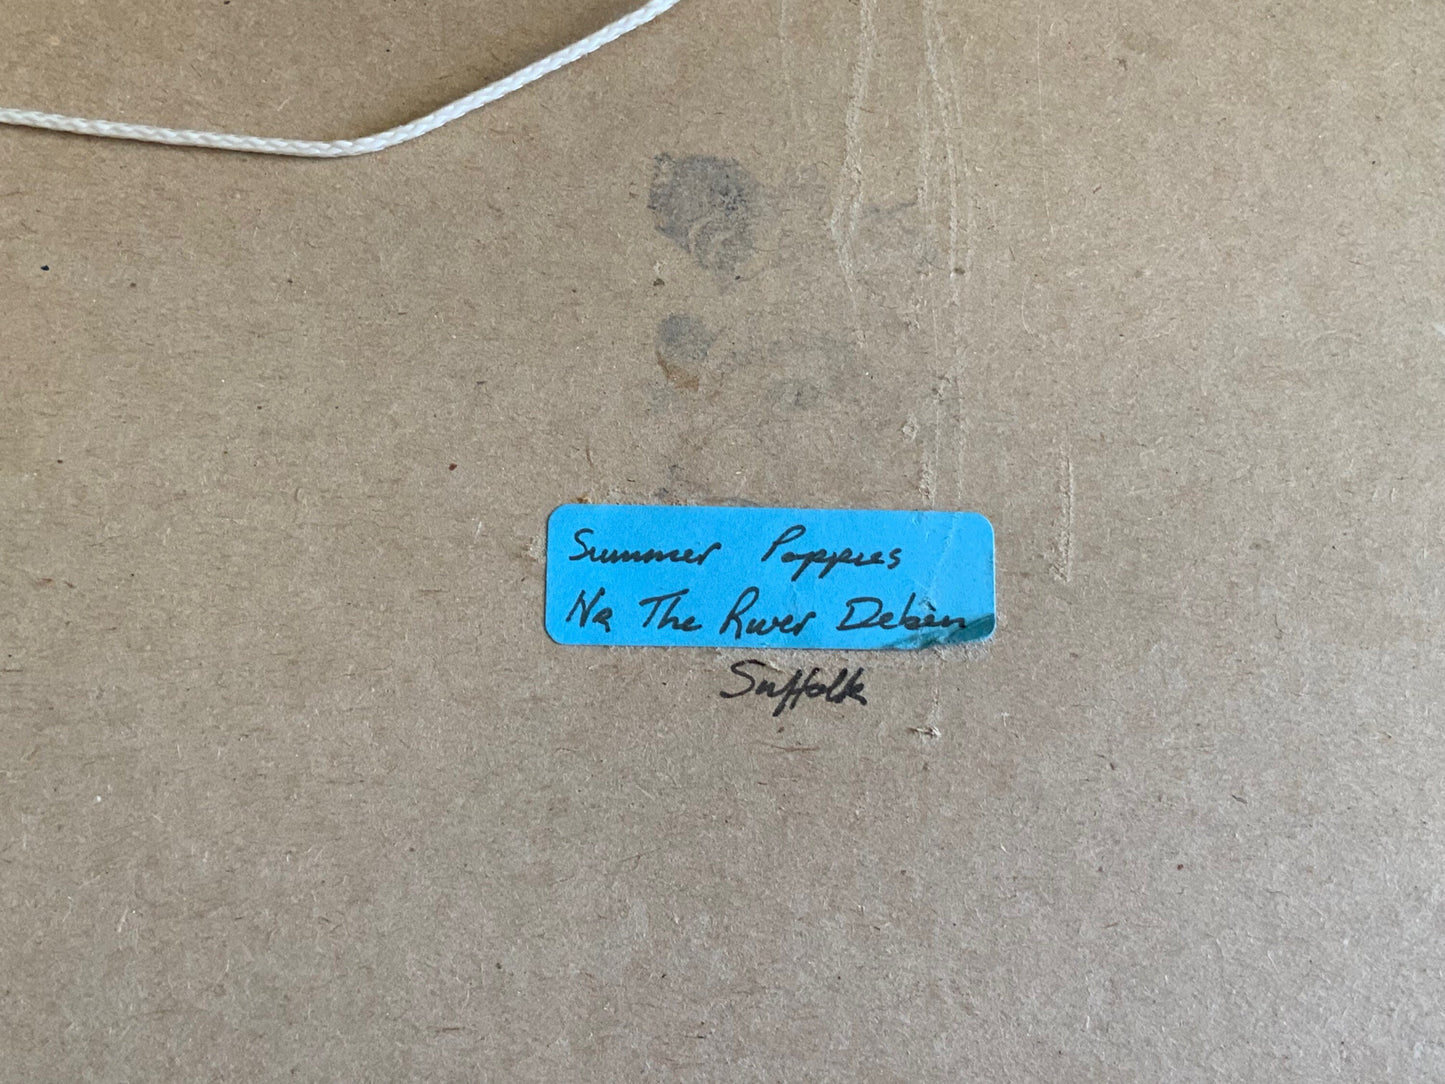 Summer Poppies
Nr The River Deben
Suffolk